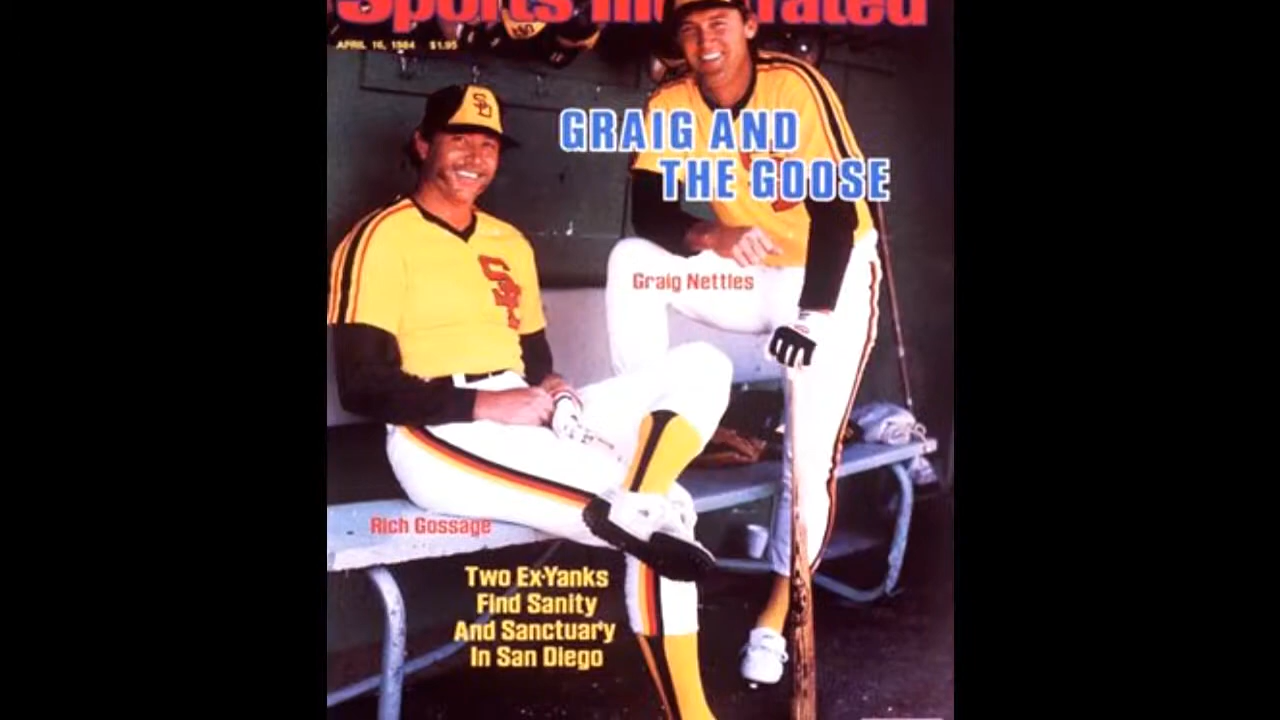 Sports Illustrated
APRIL 16, 1984 $1.95
SD
GRAIG AND
THE GOOSE
Graig Nettles
Rich Gossage
Two Ex-Yanks
Find Sanity
And Sanctuary
In San Diego